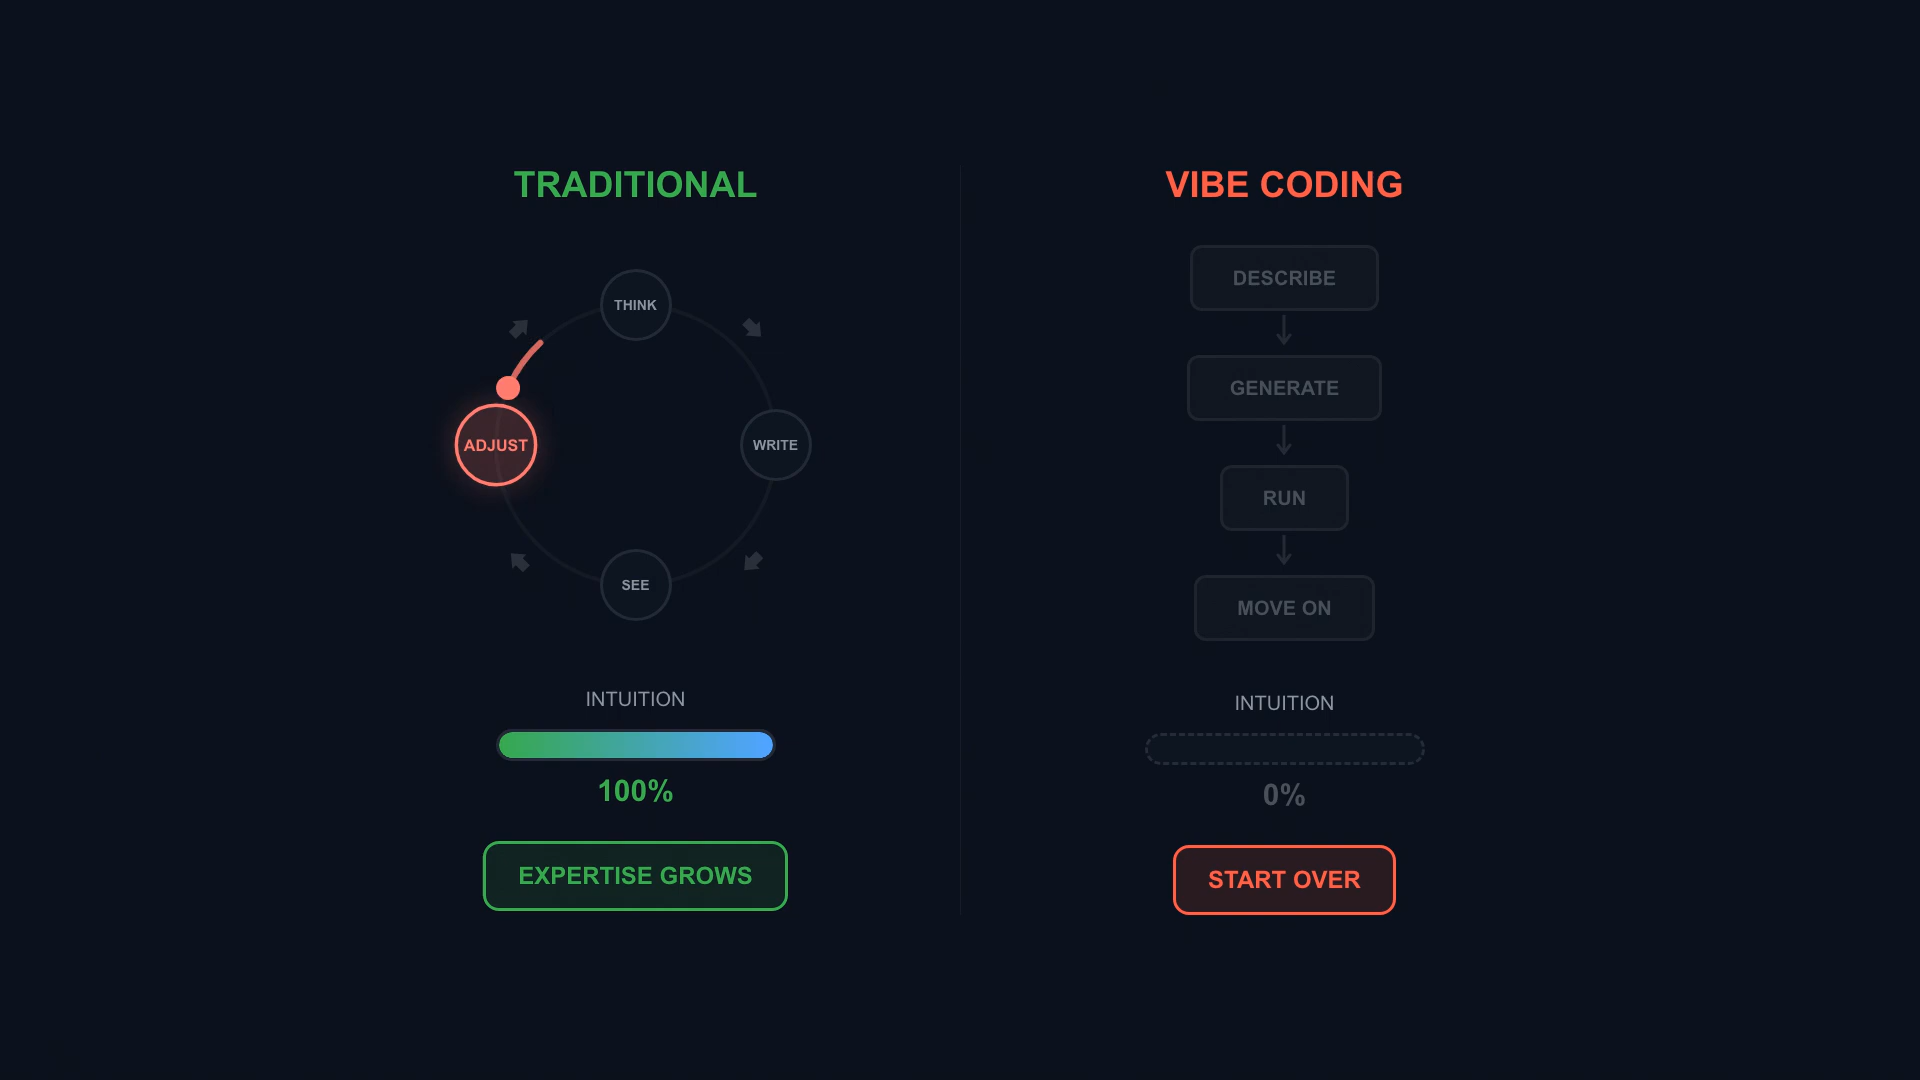 TRADITIONAL
THINK
WRITE
SEE
ADJUST
INTUITION
100%
EXPERTISE GROWS
VIBE CODING
DESCRIBE
GENERATE
RUN
MOVE ON
INTUITION
0%
START OVER